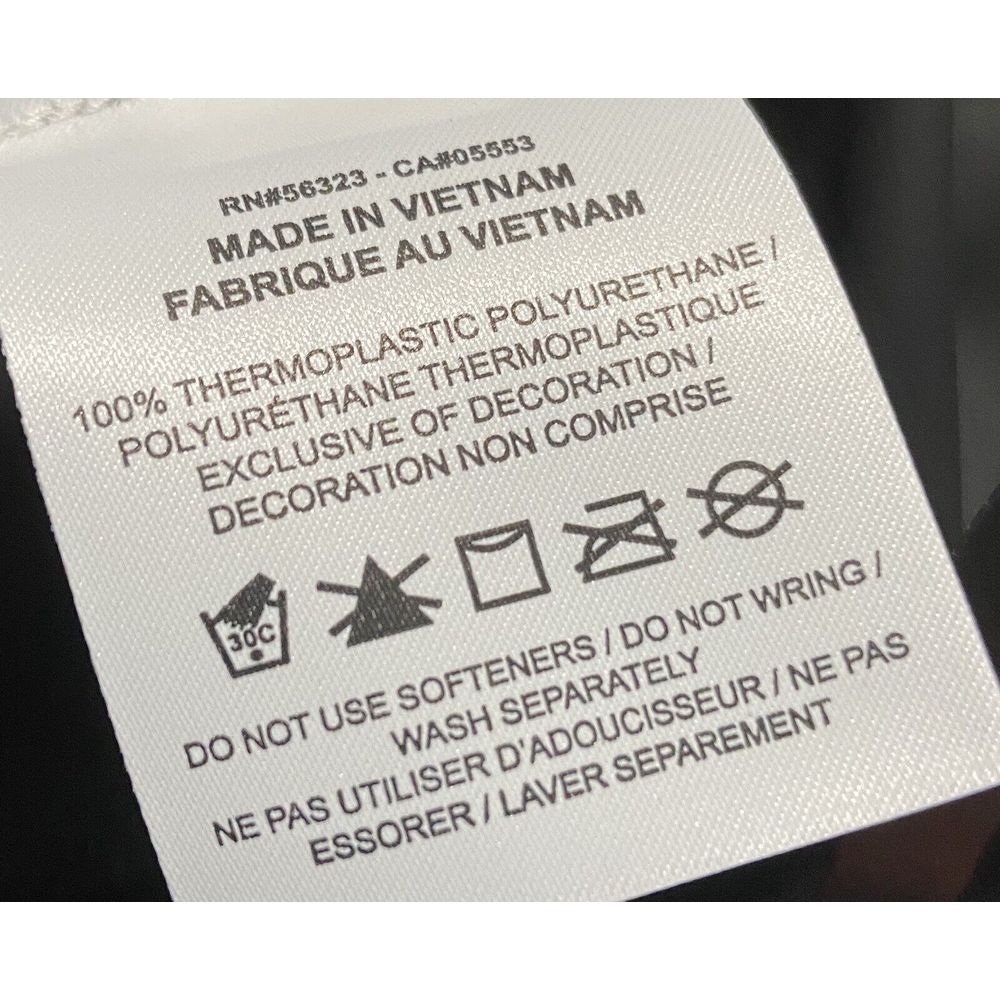 RN#56323 - CA#05553
MADE IN VIETNAM
FABRIQUE AU VIETNAM
100% THERMOPLASTIC POLYURETHANE /
POLYURÉTHANE THERMOPLASTIQUE
EXCLUSIVE OF DECORATION /
DECORATION NON COMPRISE
30C
DO NOT USE SOFTENERS / DO NOT WRING /
WASH SEPARATELY
NE PAS UTILISER D'ADOUCISSEUR / NE PAS
ESSORER / LAVER SEPAREMENT